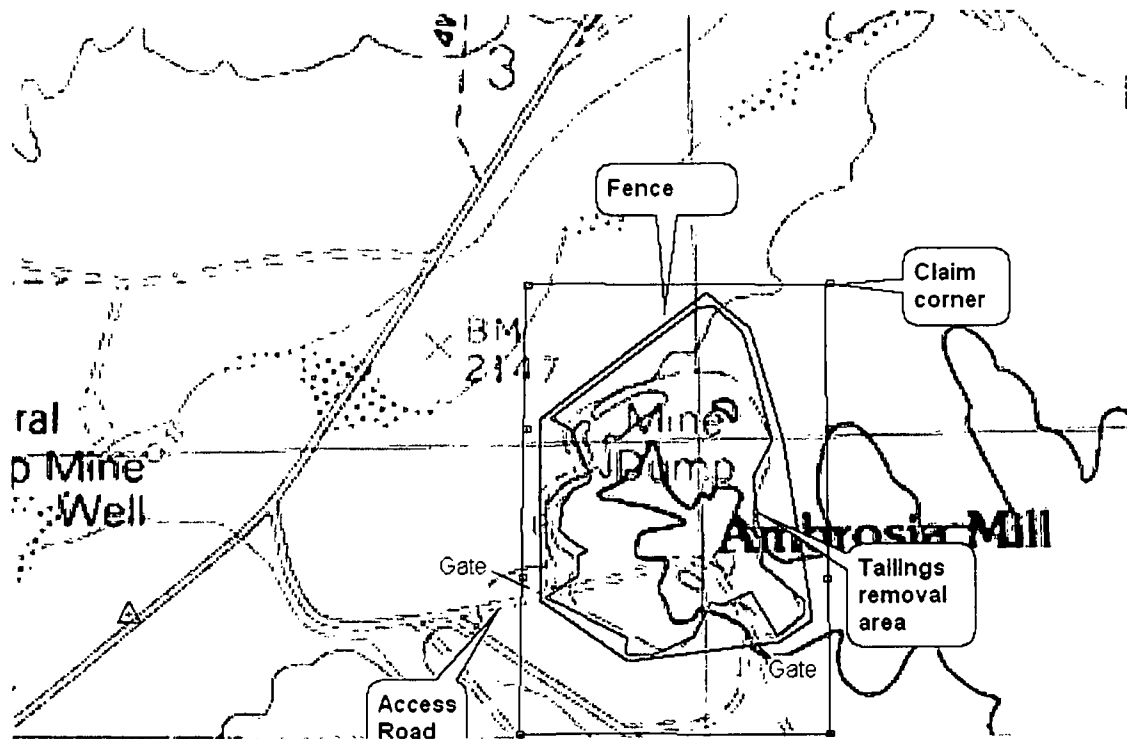 3
Fence
Claim
corner
BM
2147
ral
p Mine
Well
Mine
Dump
Ambrosia Mill
Gate
Tailings
removal
area
Gate
Access
Road